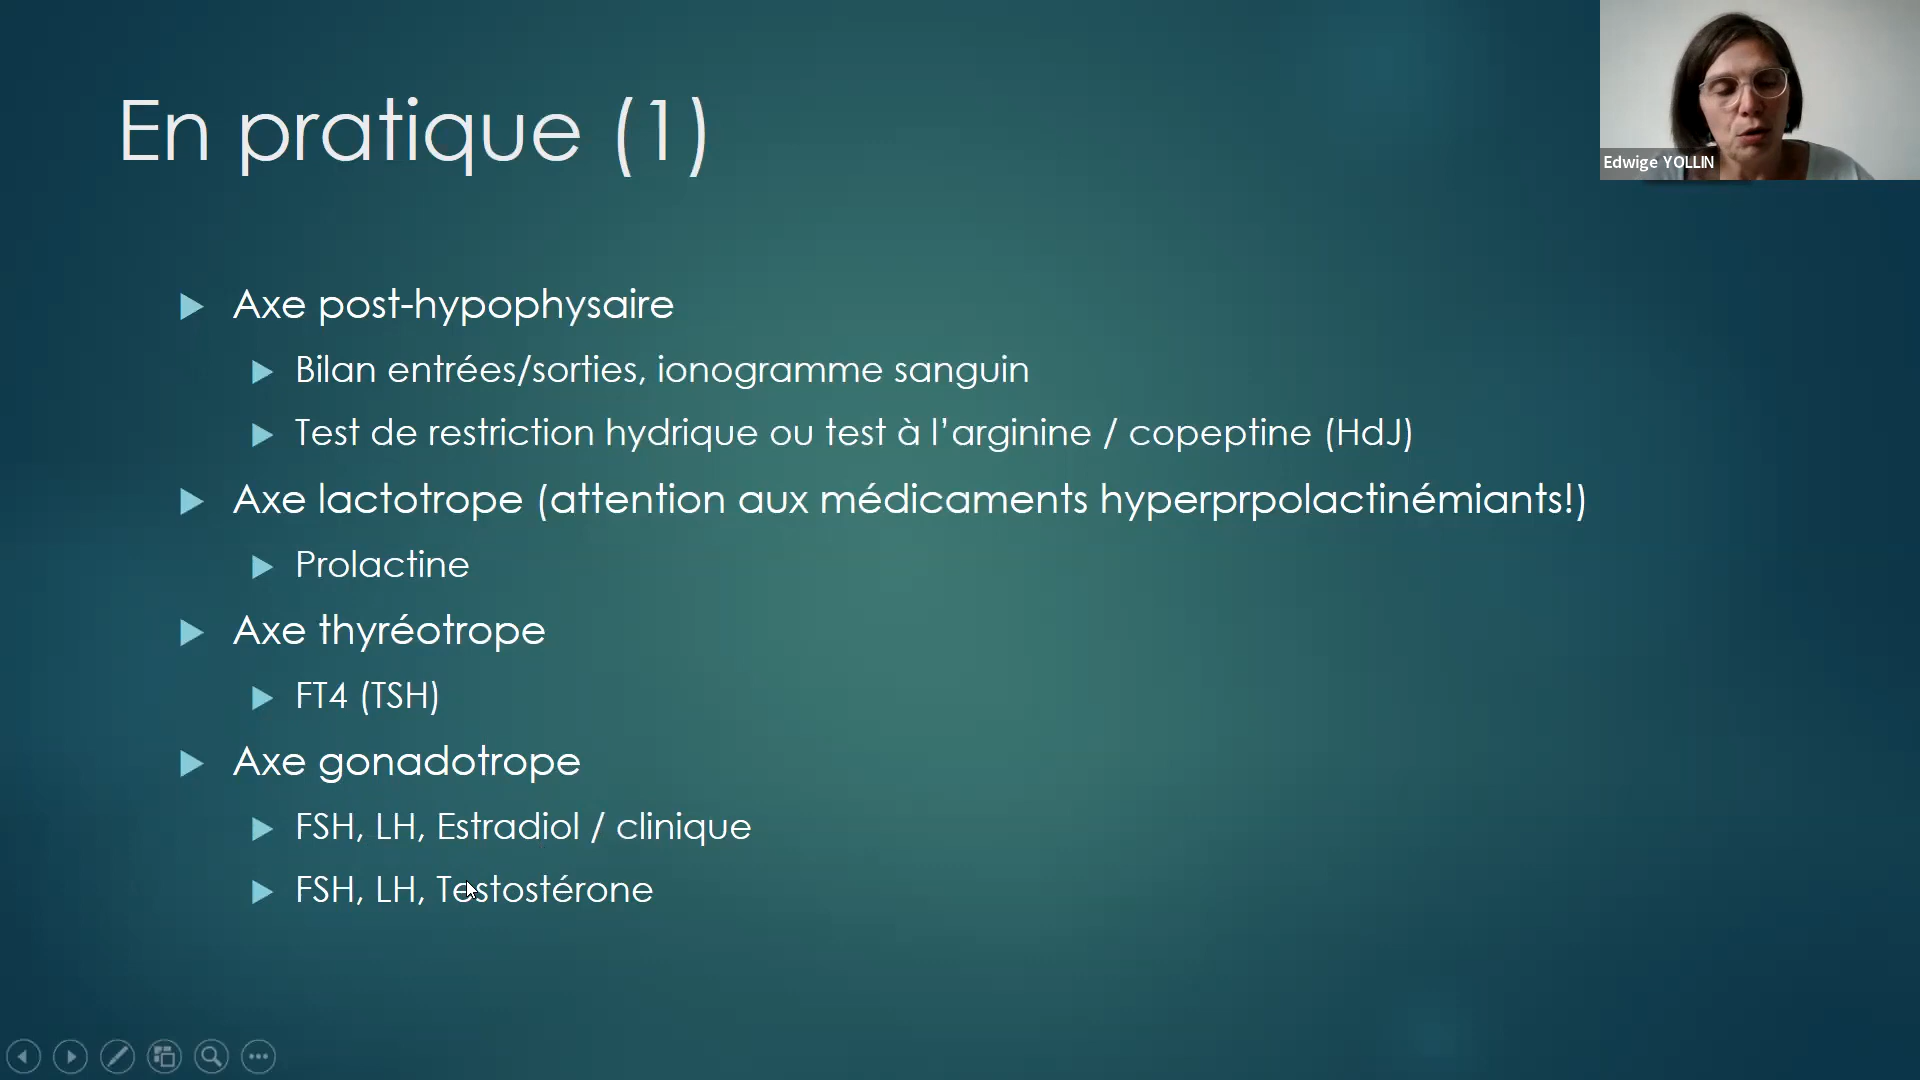 En pratique (1)
Edwige YOLLIN
Axe post-hypophysaire
Bilan entrées/sorties, ionogramme sanguin
Test de restriction hydrique ou test à l’arginine / copeptine (HdJ)
Axe lactotrope (attention aux médicaments hyperprpolactinémiants!)
Prolactine
Axe thyréotrope
FT4 (TSH)
Axe gonadotrope
FSH, LH, Estradiol / clinique
FSH, LH, Testostérone